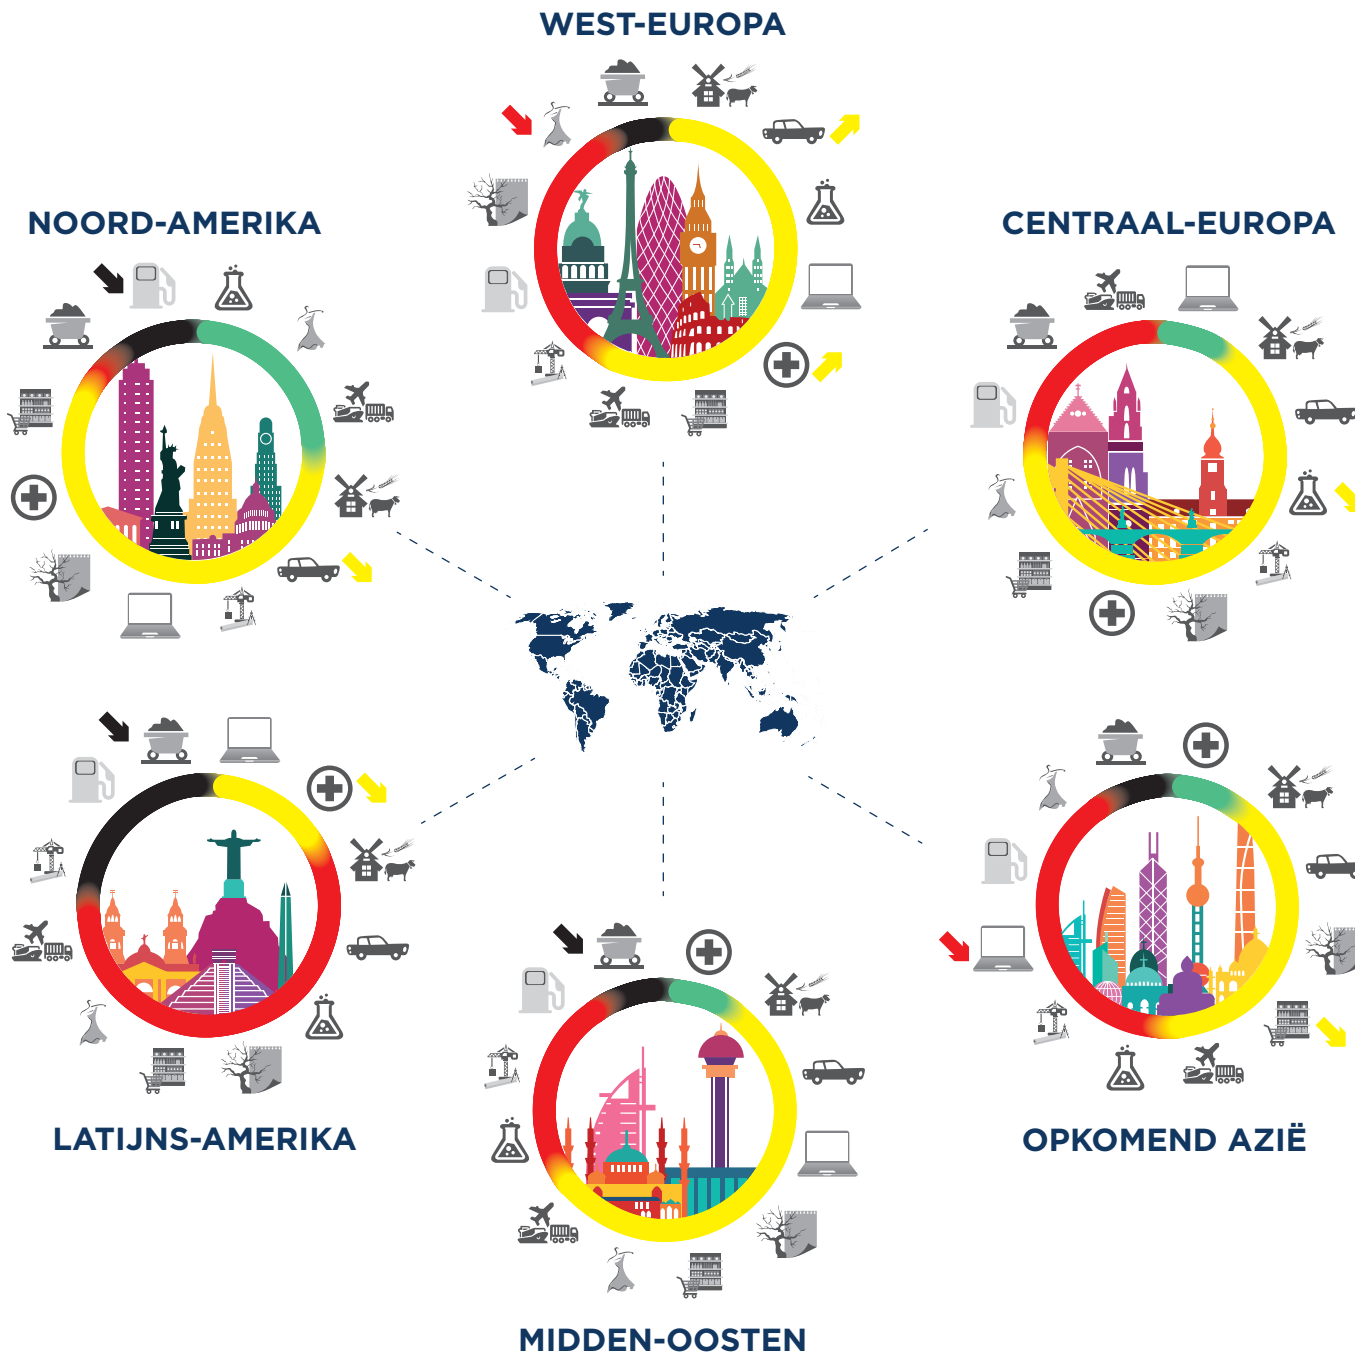 WEST-EUROPA
NOORD-AMERIKA
CENTRAAL-EUROPA
LATIJNS-AMERIKA
OPKOMEND AZIË
MIDDEN-OOSTEN